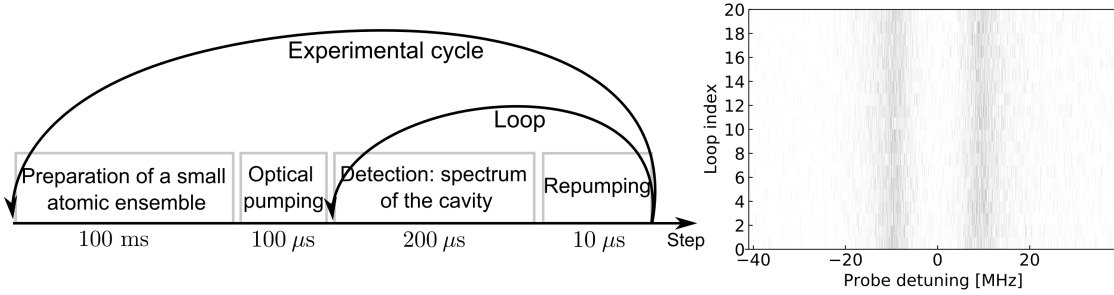 Experimental cycle
Loop
Preparation of a small
atomic ensemble
Optical
pumping
Detection: spectrum
of the cavity
Repumping
100 ms
100 μs
200 μs
10 μs
Step
Loop index
20
18
16
14
12
10
8
6
4
2
0
−40
−20
0
20
Probe detuning [MHz]